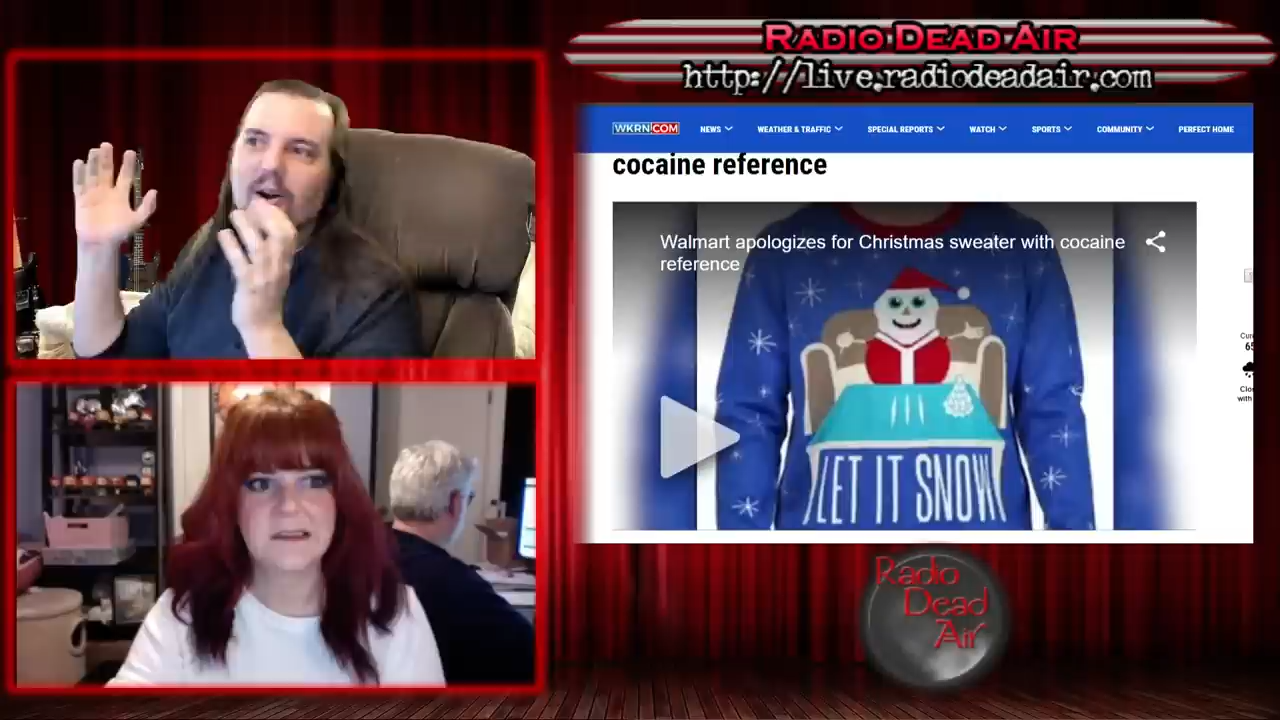 RADIO DEAD AIR
http://live.radiodeadair.com
WKRN.COM NEWS WEATHER & TRAFFIC SPECIAL REPORTS WATCH SPORTS COMMUNITY PERFECT HOME
cocaine reference
Walmart apologizes for Christmas sweater with cocaine
reference
LET IT SNOW
Radio
Dead
Air